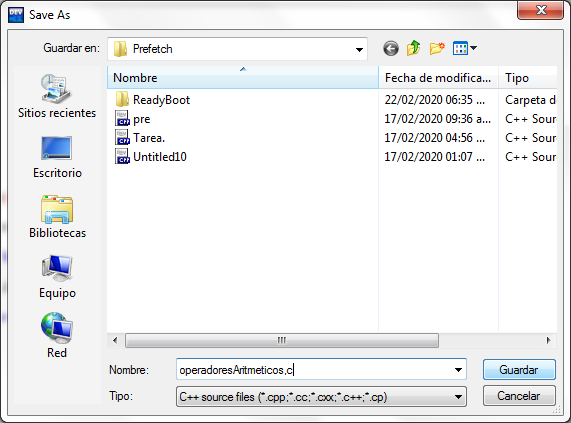 Save As
Guardar en: Prefetch
Nombre Fecha de modifica... Tipo
ReadyBoot 22/02/2020 06:35 ... Carpeta d
pre 17/02/2020 09:36 a... C++ Sour
Tarea. 17/02/2020 04:56 ... C++ Sour
Untitled10 17/02/2020 01:07 ... C++ Sour
Sitios recientes
Escritorio
Bibliotecas
Equipo
Red
Nombre: operadoresAritmeticos,c Guardar
Tipo: C++ source files (*.cpp;*.cc;*.cxx;*.c++;*.cp) Cancelar